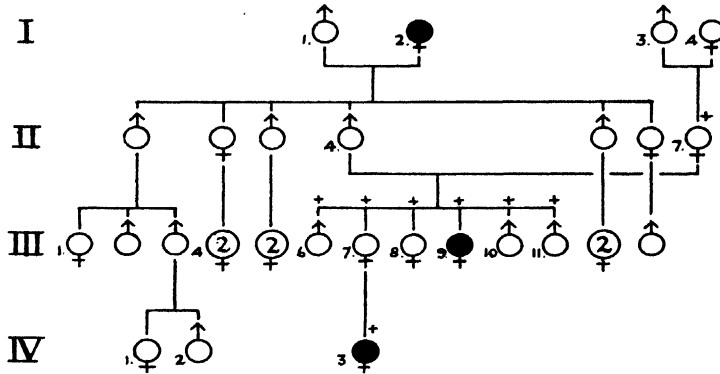 I 1. 2. 3. 4.
II 4. 7. +
+ + + + + +
III 1. 4 2 2 6 7. 8. 9. 10 11. 2
IV 1. 2 3 +